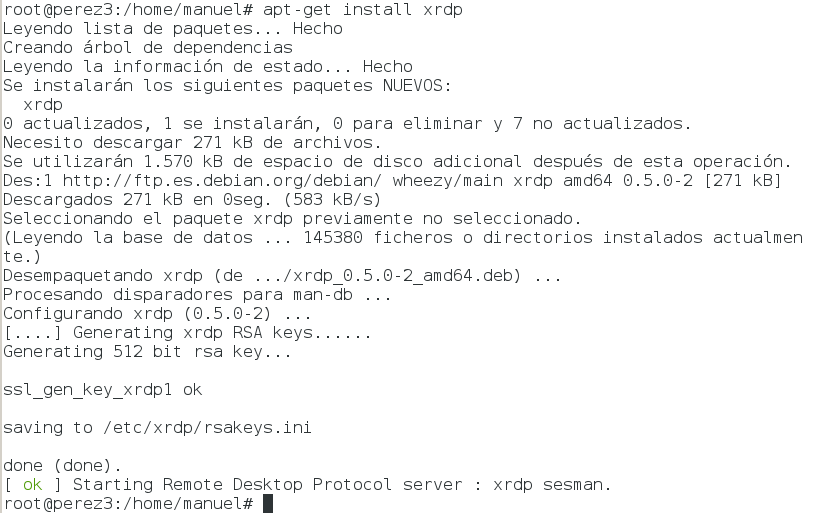 root@perez3:/home/manuel# apt-get install xrdp
Leyendo lista de paquetes... Hecho
Creando árbol de dependencias
Leyendo la información de estado... Hecho
Se instalarán los siguientes paquetes NUEVOS:
  xrdp
0 actualizados, 1 se instalarán, 0 para eliminar y 7 no actualizados.
Necesito descargar 271 kB de archivos.
Se utilizarán 1.570 kB de espacio de disco adicional después de esta operación.
Des:1 http://ftp.es.debian.org/debian/ wheezy/main xrdp amd64 0.5.0-2 [271 kB]
Descargados 271 kB en 0seg. (583 kB/s)
Seleccionando el paquete xrdp previamente no seleccionado.
(Leyendo la base de datos ... 145380 ficheros o directorios instalados actualmen
te.)
Desempaquetando xrdp (de .../xrdp_0.5.0-2_amd64.deb) ...
Procesando disparadores para man-db ...
Configurando xrdp (0.5.0-2) ...
[....] Generating xrdp RSA keys......
Generating 512 bit rsa key...
ssl_gen_key_xrdp1 ok
saving to /etc/xrdp/rsakeys.ini
done (done).
[ ok ] Starting Remote Desktop Protocol server : xrdp sesman.
root@perez3:/home/manuel#